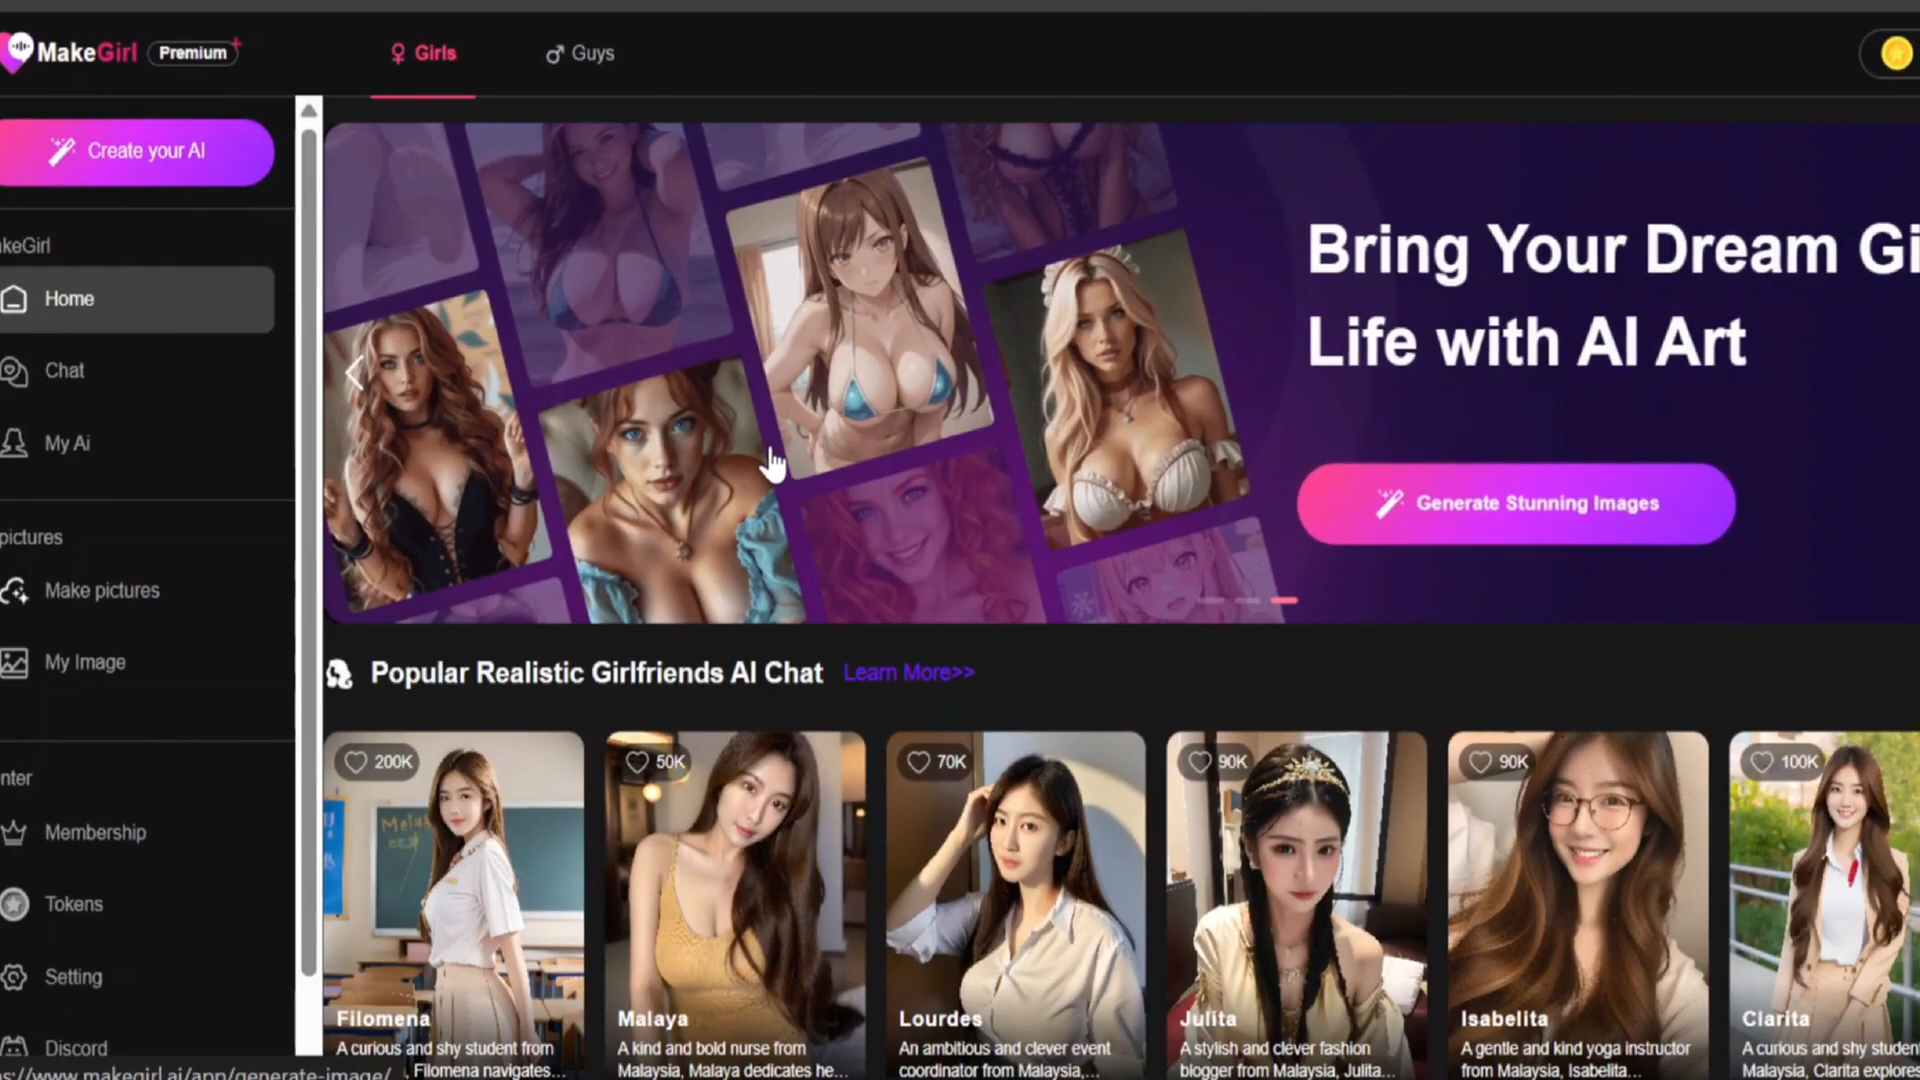 MakeGirl Premium
Girls
Guys
Create your AI
keGirl
Home
Chat
My Ai
pictures
Make pictures
My Image
nter
Membership
Tokens
Setting
Discord
Bring Your Dream Gi
Life with AI Art
Generate Stunning Images
Popular Realistic Girlfriends AI Chat Learn More>>
200K
50K
70K
90K
90K
100K
Filomena
A curious and shy student from
, Filomena navigates...
Malaya
A kind and bold nurse from
Malaysia, Malaya dedicates he...
Lourdes
An ambitious and clever event
coordinator from Malaysia,...
Julita
A stylish and clever fashion
blogger from Malaysia, Julita...
Isabelita
A gentle and kind yoga instructor
from Malaysia, Isabelita...
Clarita
A curious and shy student
Malaysia, Clarita explores
s://www.makegirl.ai/app/generate-image/